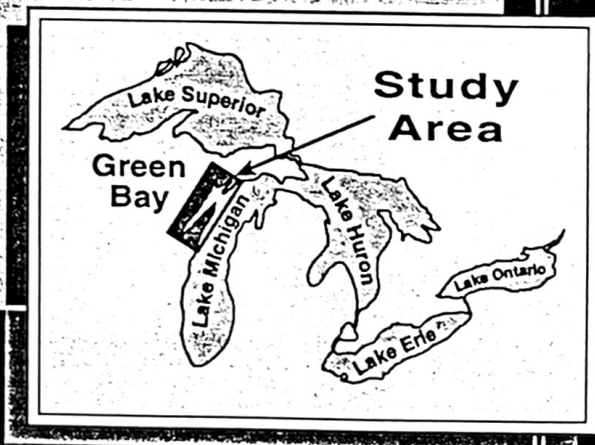 Lake Superior
Study
Area
Green
Bay
Lake Michigan
Lake Huron
Lake Ontario
Lake Erie